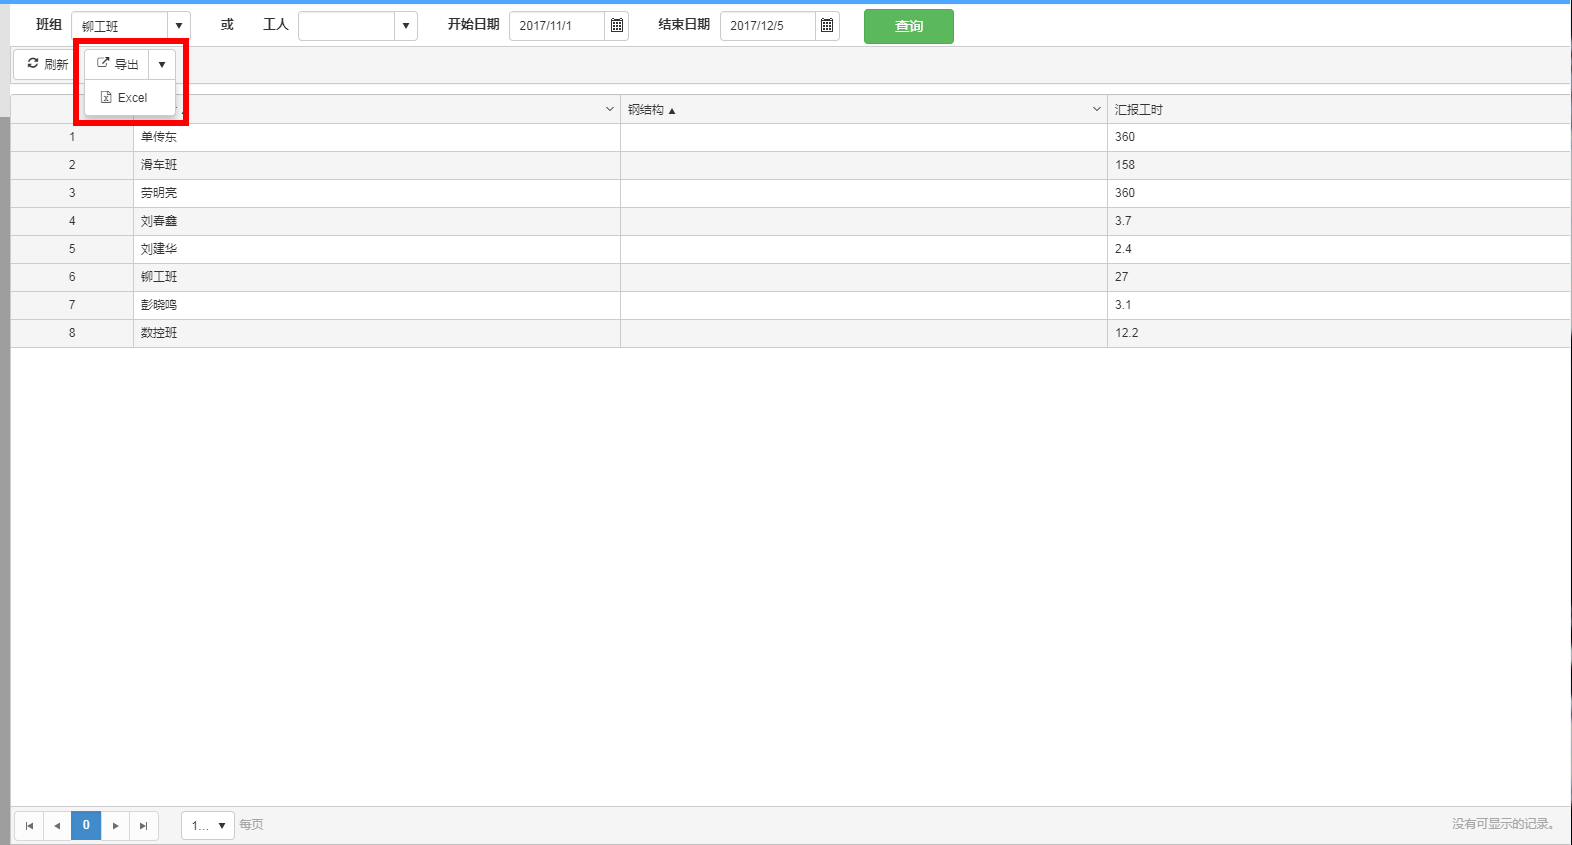 班组 铆工班 或 工人 开始日期 2017/11/1 结束日期 2017/12/5 查询
刷新 导出
Excel
钢结构 汇报工时
1 单传东 360
2 滑车班 158
3 劳明亮 360
4 刘春鑫 3.7
5 刘建华 2.4
6 铆工班 27
7 彭晓鸣 3.1
8 数控班 12.2
0 1... 每页 没有可显示的记录。